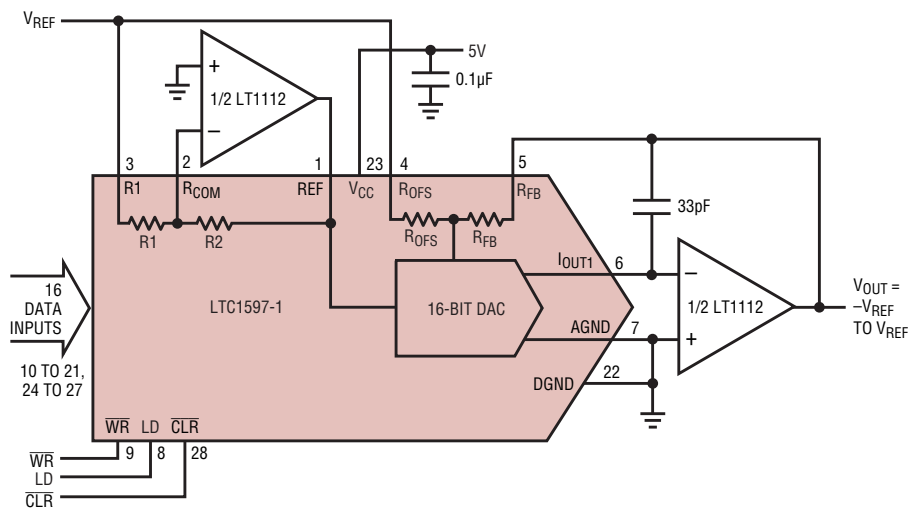 VREF
5V
+
0.1µF
1/2 LT1112
–
3
2
1
23
4
5
R1
RCOM
REF
VCC
ROFS
RFB
33pF
R1
R2
ROFS
RFB
IOUT1
6
–
16
DATA
INPUTS
LTC1597-1
16-BIT DAC
1/2 LT1112
VOUT =
–VREF
TO VREF
AGND
7
+
10 TO 21,
24 TO 27
DGND
22
WR
LD
CLR
WR
9
8
28
LD
CLR